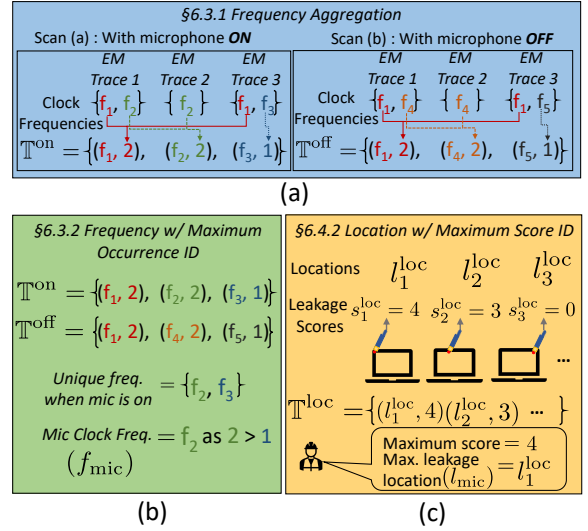 §6.3.1 Frequency Aggregation
Scan (a) : With microphone ON
EM Trace 1
EM Trace 2
EM Trace 3
Clock Frequencies
{f₁, f₂} {f₂} {f₁, f₃}
𝕋ᵒⁿ = {(f₁, 2), (f₂, 2), (f₃, 1)}
Scan (b) : With microphone OFF
EM Trace 1
EM Trace 2
EM Trace 3
Clock Frequencies
{f₁, f₄} {f₄} {f₁, f₅}
𝕋ᵒᶠᶠ = {(f₁, 2), (f₄, 2), (f₅, 1)}
(a)
§6.3.2 Frequency w/ Maximum
Occurrence ID
𝕋ᵒⁿ = {(f₁, 2), (f₂, 2), (f₃, 1)}
𝕋ᵒᶠᶠ = {(f₁, 2), (f₄, 2), (f₅, 1)}
Unique freq.
when mic is on = {f₂, f₃}
Mic Clock Freq. = f₂ as 2 > 1
(f_mic)
(b)
§6.4.2 Location w/ Maximum Score ID
Locations l₁ˡᵒᶜ l₂ˡᵒᶜ l₃ˡᵒᶜ
Leakage
Scores s₁ˡᵒᶜ = 4 s₂ˡᵒᶜ = 3 s₃ˡᵒᶜ = 0
...
𝕋ˡᵒᶜ = {(l₁ˡᵒᶜ, 4)(l₂ˡᵒᶜ, 3) ... }
Maximum score = 4
Max. leakage
location(l_mic) = l₁ˡᵒᶜ
(c)